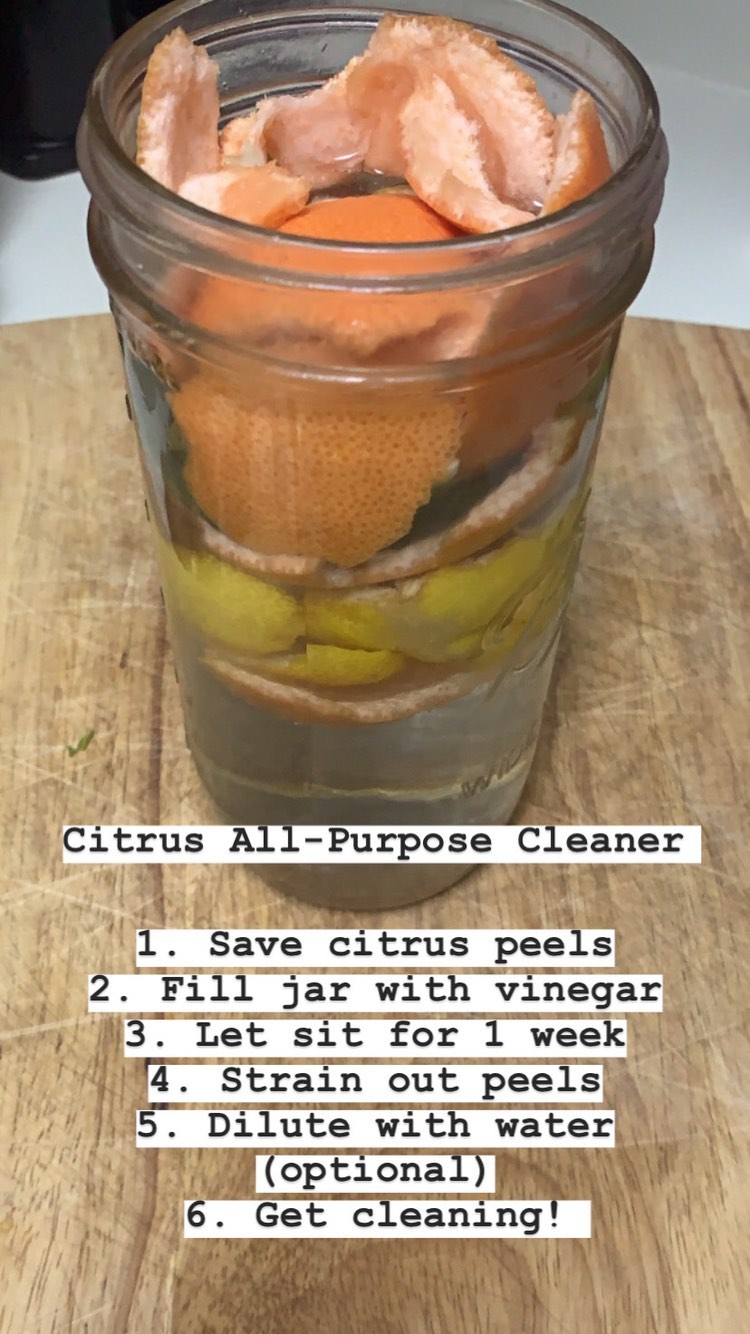 Citrus All-Purpose Cleaner
1. Save citrus peels
2. Fill jar with vinegar
3. Let sit for 1 week
4. Strain out peels
5. Dilute with water
(optional)
6. Get cleaning!